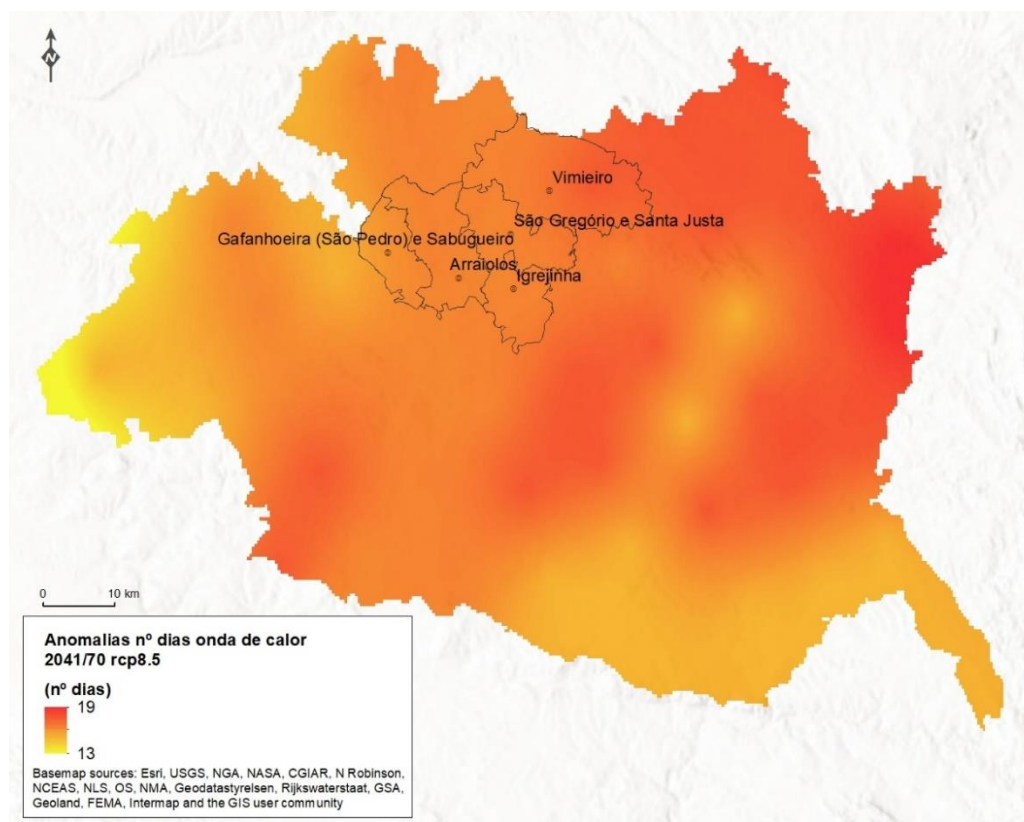 N
Vimieiro
São Gregório e Santa Justa
Gafanhoeira (São Pedro) e Sabugueiro
Arraiolos
Igrejinha
0 10 km
Anomalias nº dias onda de calor
2041/70 rcp8.5
(nº dias)
19
13
Basemap sources: Esri, USGS, NGA, NASA, CGIAR, N Robinson,
NCEAS, NLS, OS, NMA, Geodatastyrelsen, Rijkswaterstaat, GSA,
Geoland, FEMA, Intermap and the GIS user community